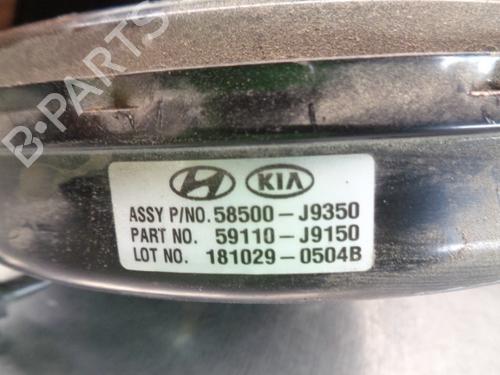 B-PARTS
KIA
ASSY P/NO. 58500-J9350
PART NO. 59110-J9150
LOT NO. 181029-0504B